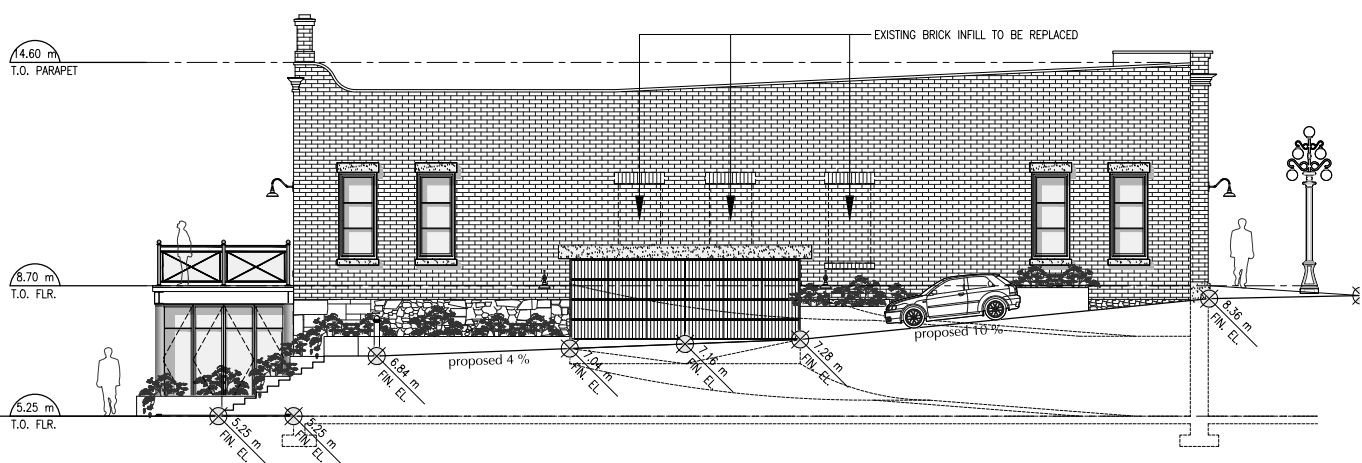 EXISTING BRICK INFILL TO BE REPLACED
14.60 m
T.O. PARAPET
8.70 m
T.O. FLR.
8.36 m
FIN. EL.
proposed 10 %
7.28 m
FIN. EL.
7.16 m
FIN. EL.
7.04 m
FIN. EL.
proposed 4 %
6.84 m
FIN. EL.
5.25 m
T.O. FLR.
5.25 m
FIN. EL.
5.25 m
FIN. EL.